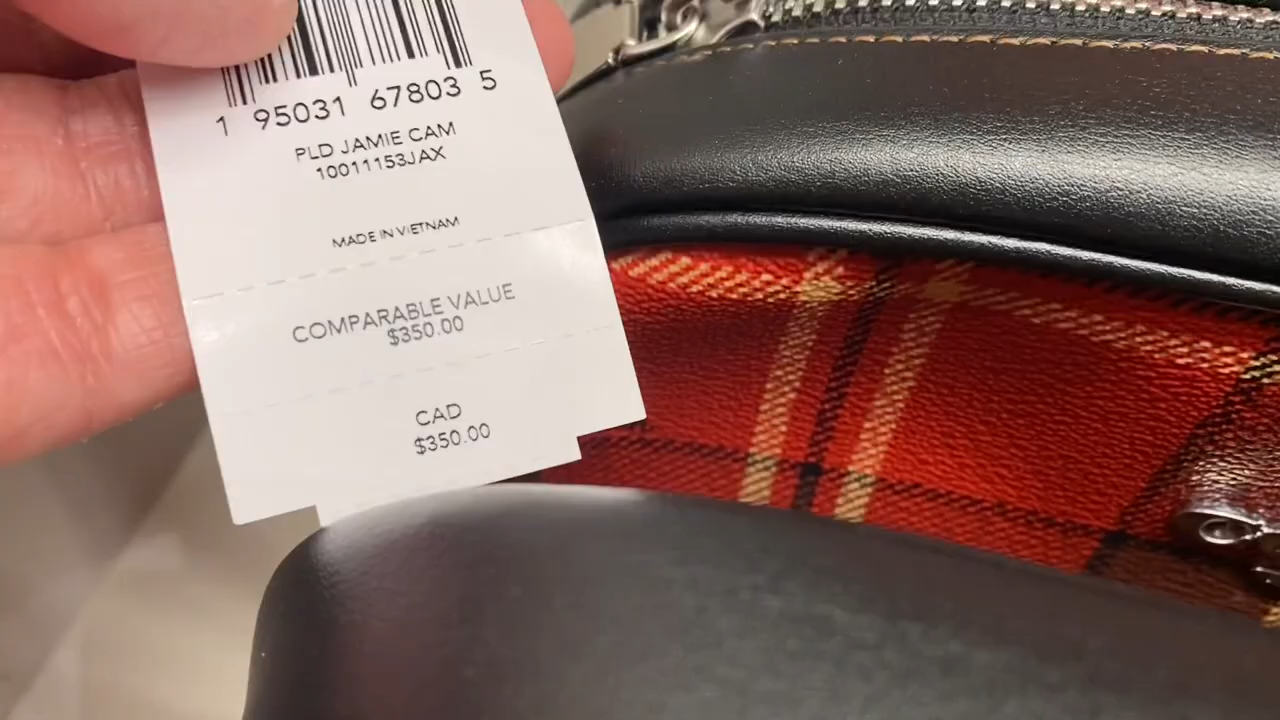 1 95031 67803 5
PLD JAMIE CAM
10011153JAX
MADE IN VIETNAM
COMPARABLE VALUE
$350.00
CAD
$350.00